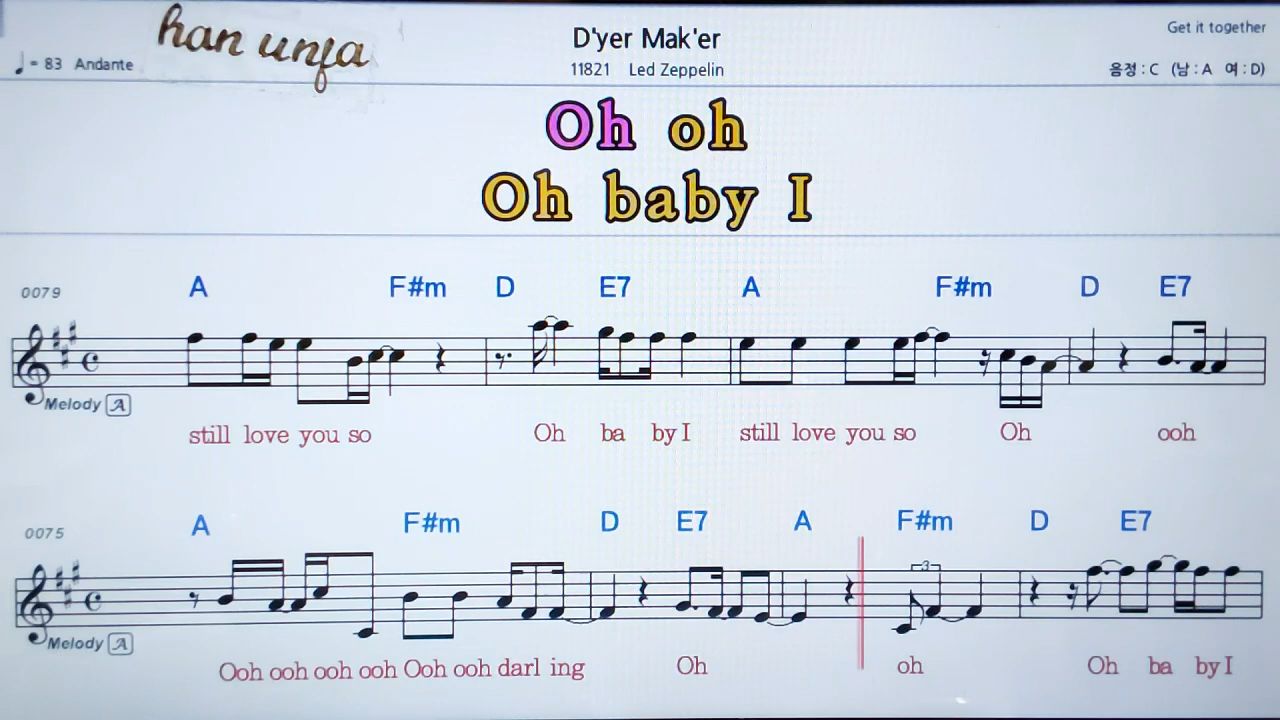 han unfa
D'yer Mak'er
Get it together
♩= 83 Andante
11821 Led Zeppelin
음정 : C (남 : A 여 : D)
Oh oh
Oh baby I
0079 A F#m D E7 A F#m D E7
Melody A
still love you so Oh ba by I still love you so Oh ooh
0075 A F#m D E7 A F#m D E7
3
Melody A
Ooh ooh ooh ooh Ooh ooh darl ing Oh oh Oh ba by I